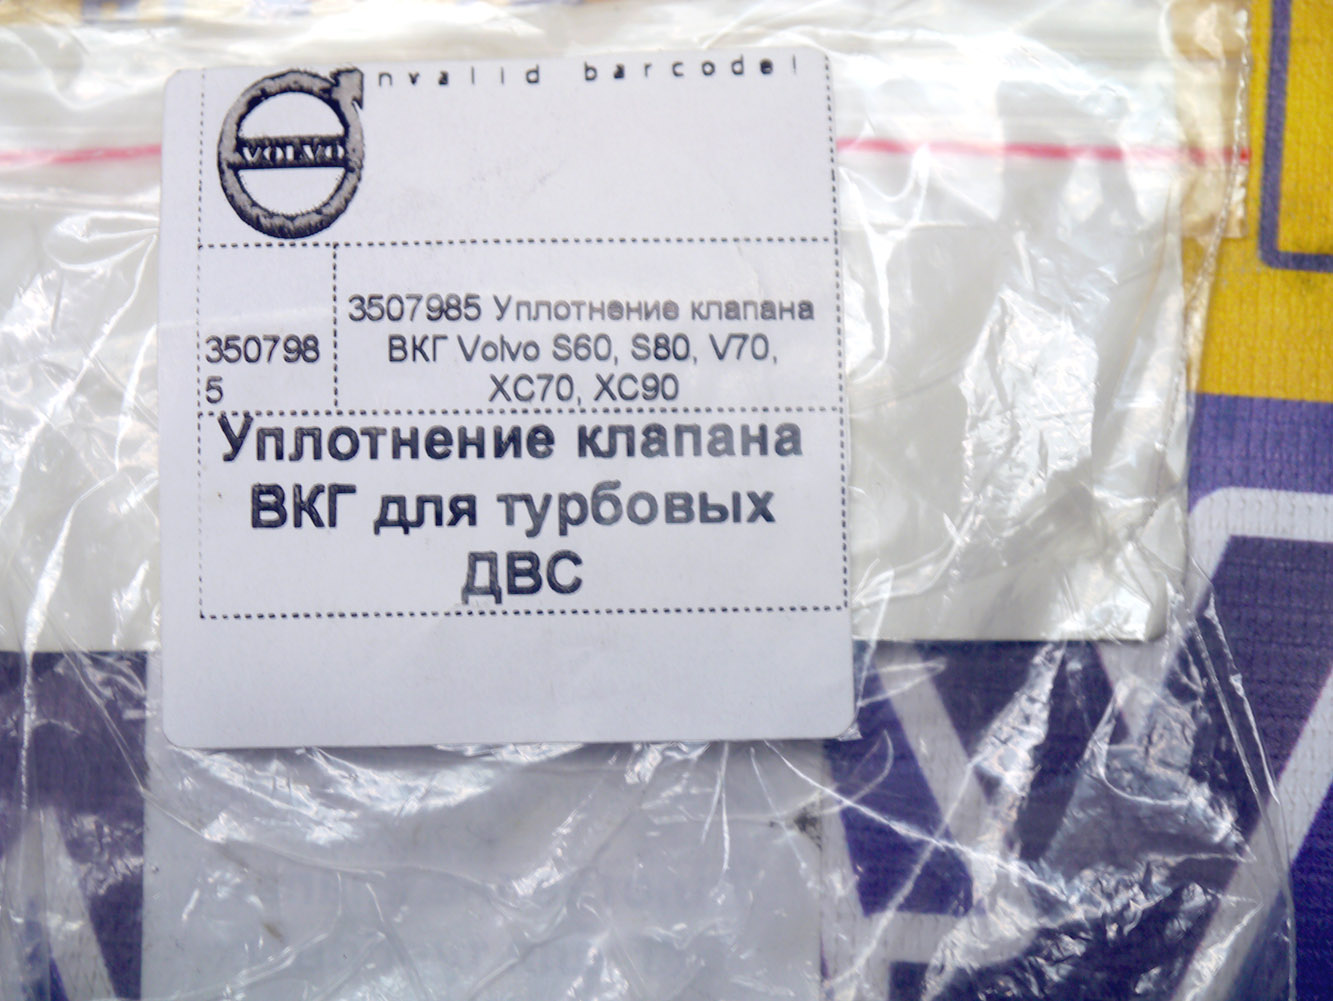 nvalid barcode!
VOLVO
3507985 Уплотнение клапана
ВКГ Volvo S60, S80, V70,
XC70, XC90
350798
5
Уплотнение клапана
ВКГ для турбовых
ДВС